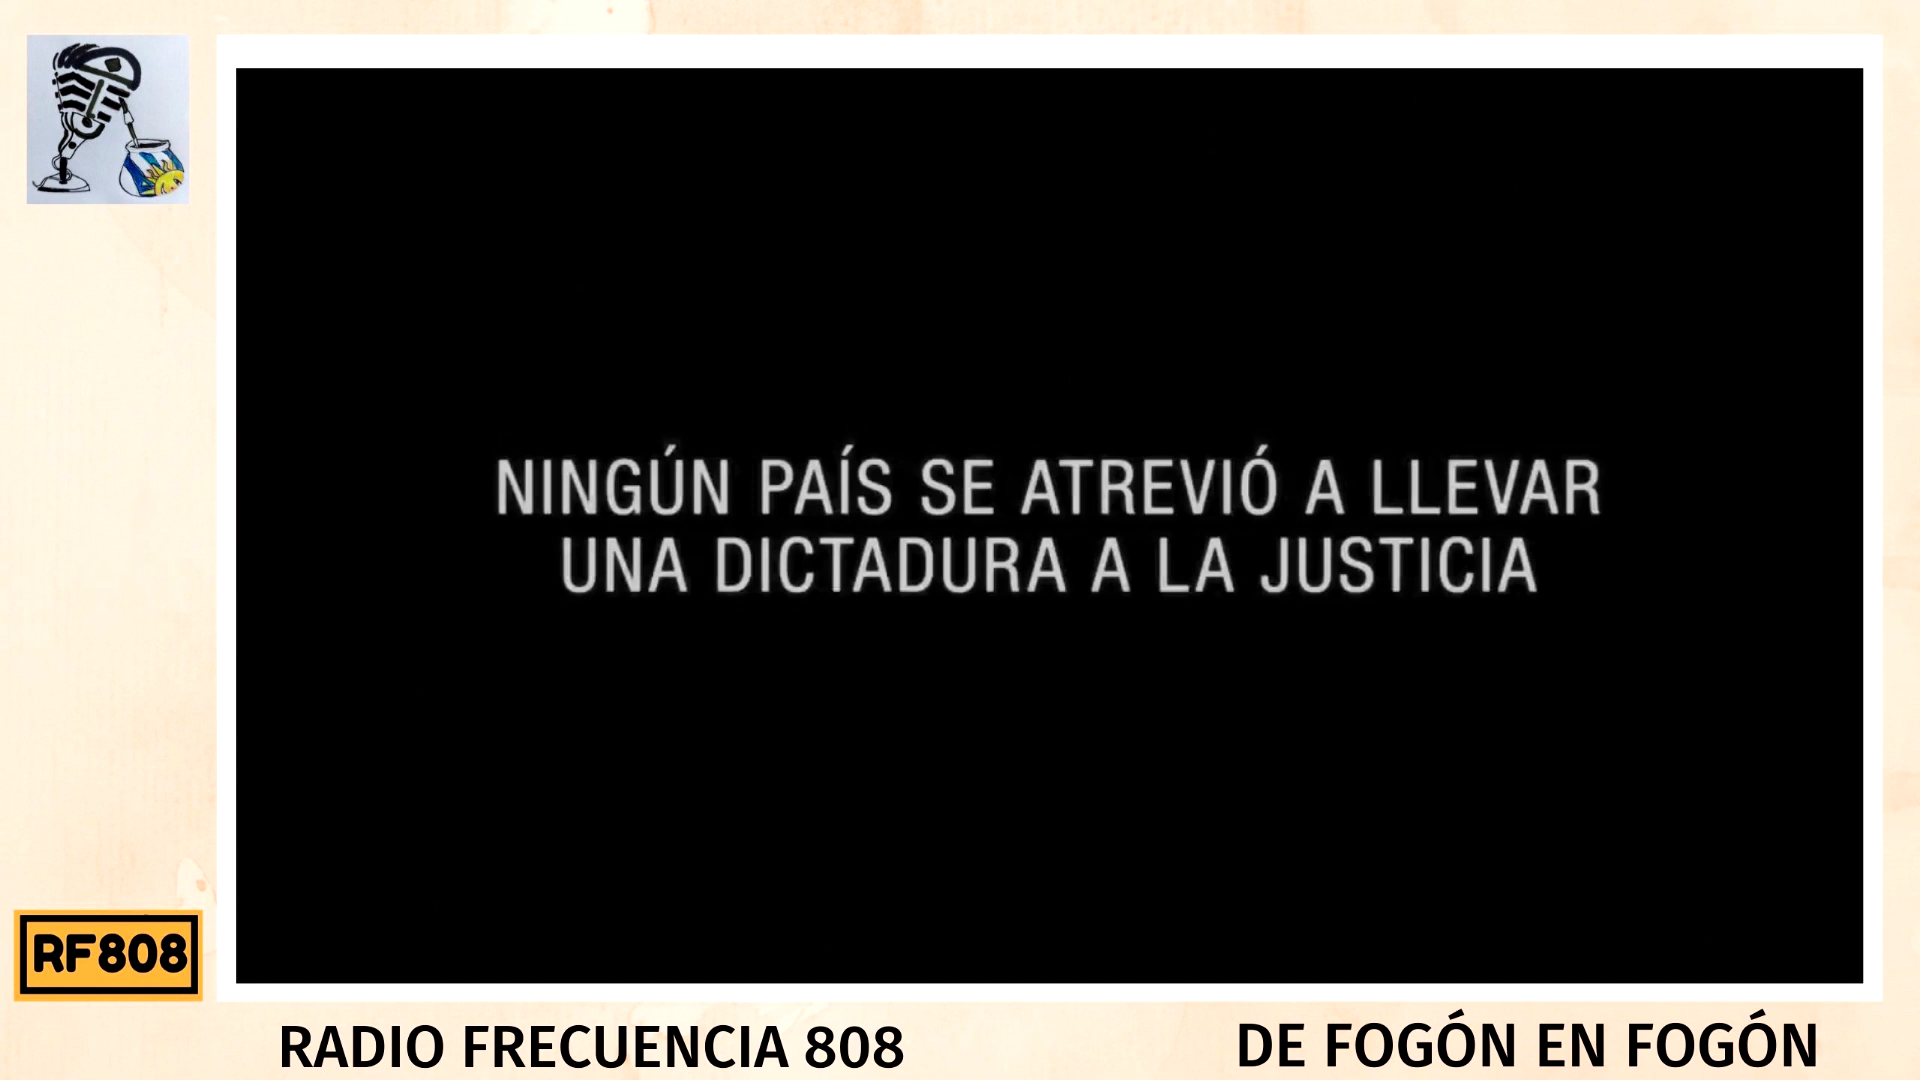 NINGÚN PAÍS SE ATREVIÓ A LLEVAR
UNA DICTADURA A LA JUSTICIA
RF808
RADIO FRECUENCIA 808
DE FOGÓN EN FOGÓN